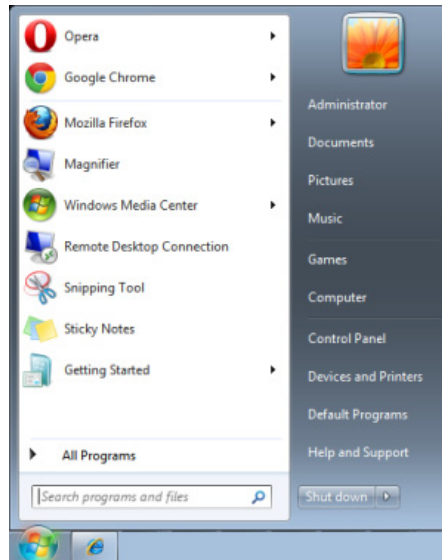 Opera
Google Chrome
Mozilla Firefox
Magnifier
Windows Media Center
Remote Desktop Connection
Snipping Tool
Sticky Notes
Getting Started
All Programs
Search programs and files
Administrator
Documents
Pictures
Music
Games
Computer
Control Panel
Devices and Printers
Default Programs
Help and Support
Shut down